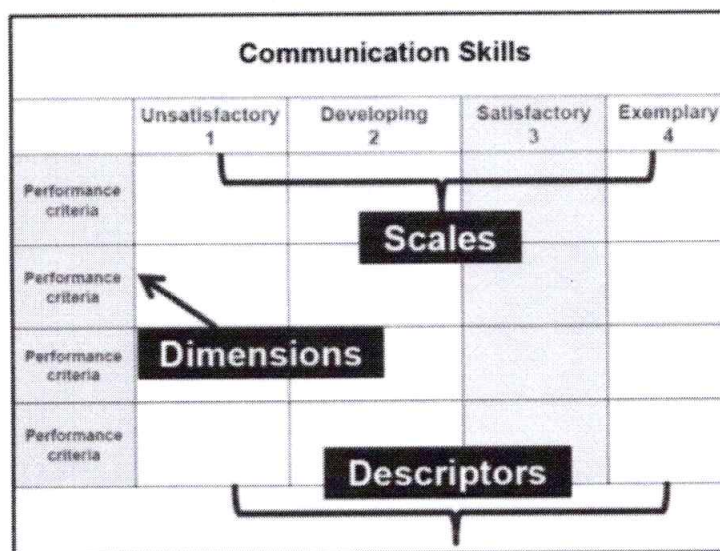 Communication Skills
Unsatisfactory Developing Satisfactory Exemplary
1 2 3 4
Performance
criteria
Scales
Performance
criteria
Dimensions
Performance
criteria
Performance
criteria
Descriptors